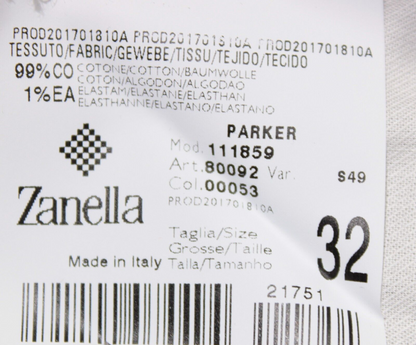 PROD201701810A PROD201701810A PROD201701810A
TESSUTO/FABRIC/GEWEBE/TISSU/TEJIDO/TECIDO
99%CO COTONE/COTTON/BAUMWOLLE
COTON/ALGODON/ALGODAO
1%EA ELASTAM/ELASTANE/ELASTHAN
ELASTHANNE/ELASTANO/ELASTANO
PARKER
Mod. 111859
Art. 80092 Var. S49
Col. 00053
PROD201701810A
Zanella
Taglia/Size
Grosse/Taille
Made in Italy Talla/Tamanho
32
21751